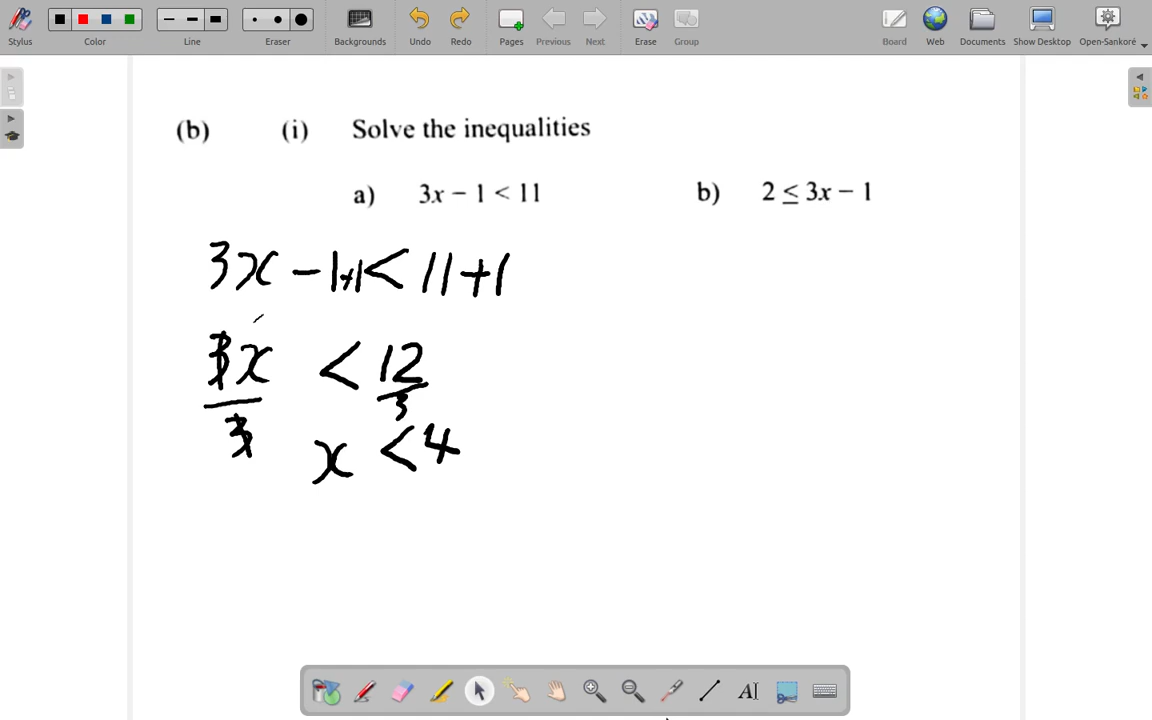 Stylus Color Line Eraser Backgrounds Undo Redo Pages Previous Next Erase Group Board Web Documents Show Desktop Open-Sankoré
(b) (i) Solve the inequalities
a) 3x − 1 < 11 b) 2 ≤ 3x − 1
3x − 1+1 < 11+1
3x < 12
3 3
x < 4
AI